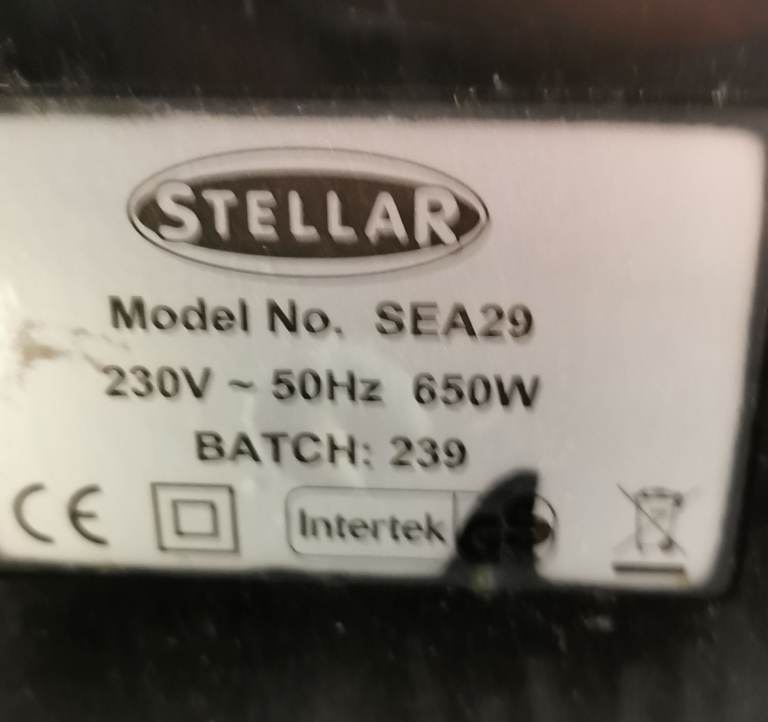 STELLAR
Model No. SEA29
230V ~ 50Hz 650W
BATCH: 239
CE Intertek